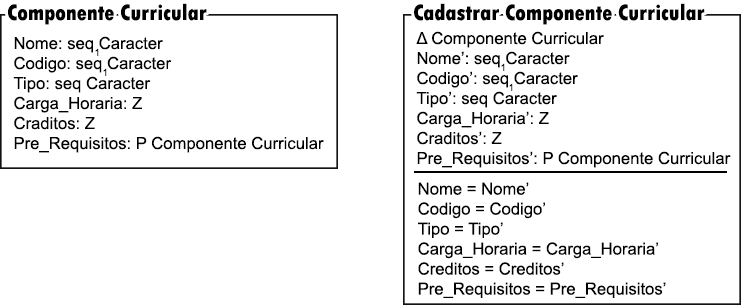 Componente Curricular
Nome: seq₁Caracter
Codigo: seq₁Caracter
Tipo: seq Caracter
Carga_Horaria: Z
Craditos: Z
Pre_Requisitos: P Componente Curricular
Cadastrar Componente Curricular
Δ Componente Curricular
Nome’: seq₁Caracter
Codigo’: seq₁Caracter
Tipo’: seq Caracter
Carga_Horaria’: Z
Craditos’: Z
Pre_Requisitos’: P Componente Curricular
Nome = Nome’
Codigo = Codigo’
Tipo = Tipo’
Carga_Horaria = Carga_Horaria’
Creditos = Creditos’
Pre_Requisitos = Pre_Requisitos’